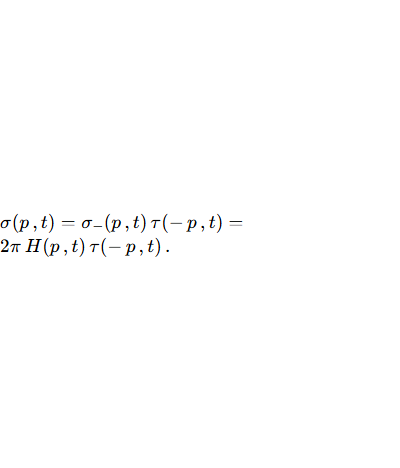 σ(p ,t) = σ₋(p ,t) τ(− p ,t) =
2π H(p ,t) τ(− p ,t) .